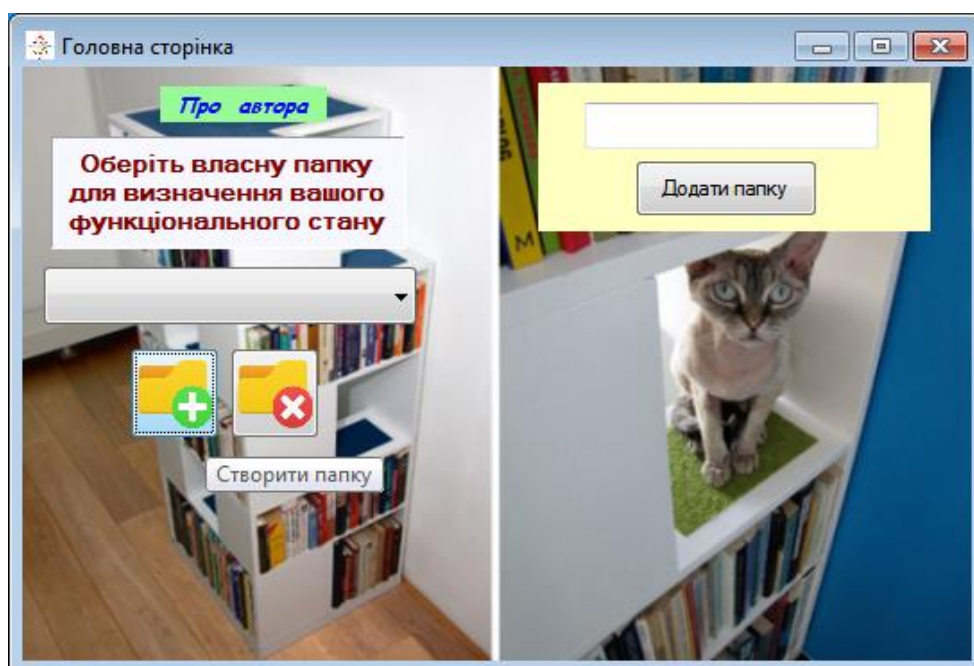 Головна сторінка
Про автора
Оберіть власну папку
для визначення вашого
функціонального стану
Створити папку
Додати папку